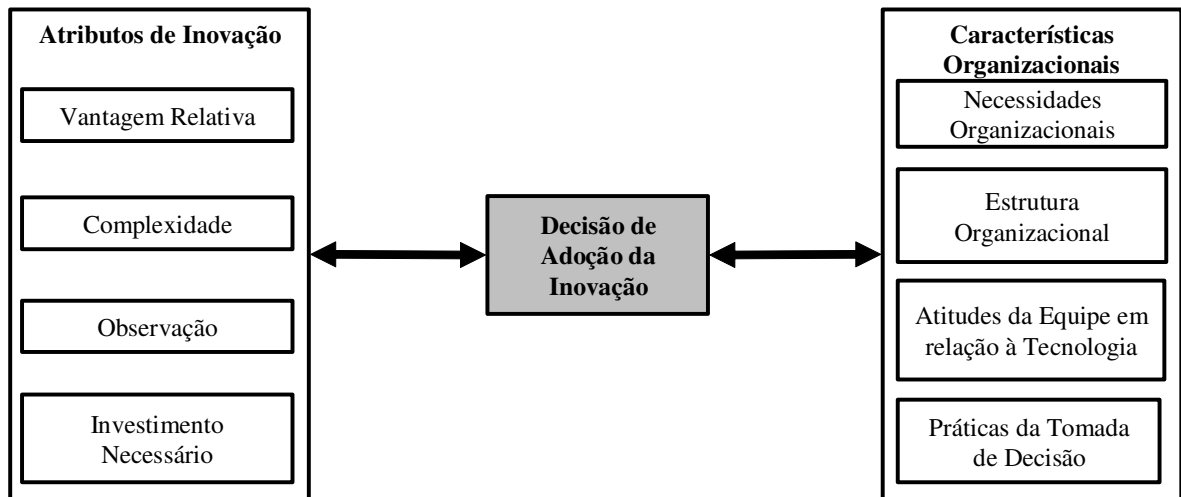 Atributos de Inovação
Vantagem Relativa
Complexidade
Observação
Investimento
Necessário
Decisão de
Adoção da
Inovação
Características
Organizacionais
Necessidades
Organizacionais
Estrutura
Organizacional
Atitudes da Equipe em
relação à Tecnologia
Práticas da Tomada
de Decisão